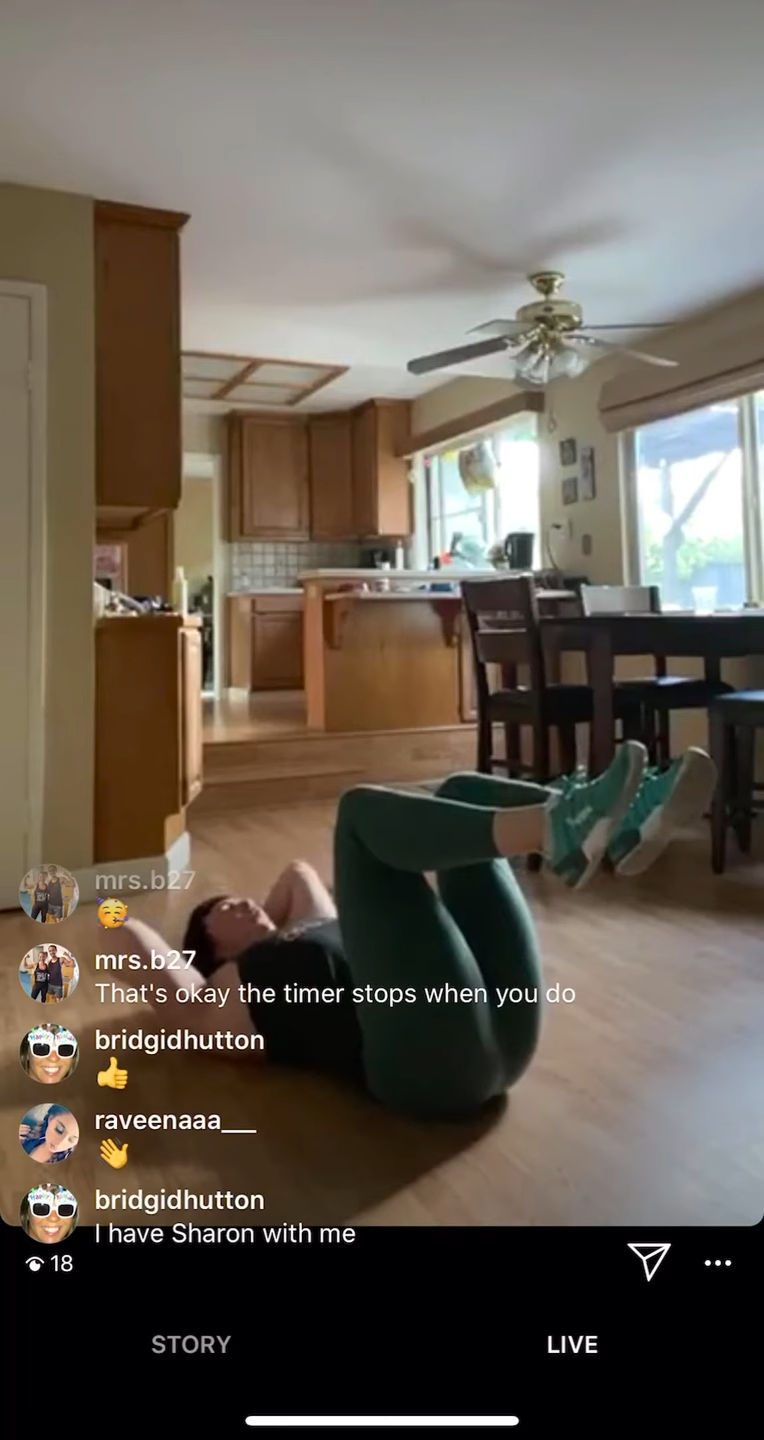 mrs.b27
🥳
mrs.b27
That's okay the timer stops when you do
bridgidhutton
👍
raveenaaa___
👋
bridgidhutton
I have Sharon with me
18
STORY LIVE